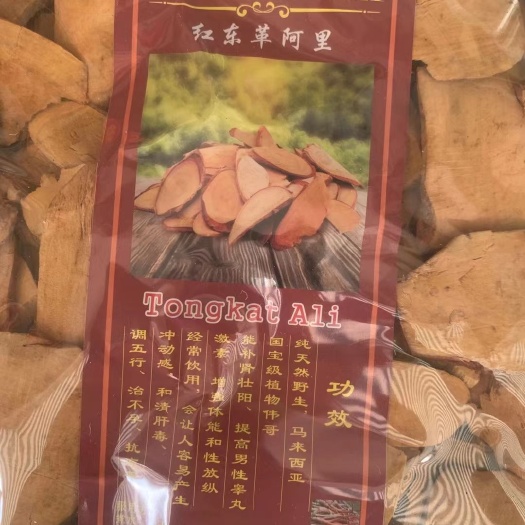 红东革阿里
Tongkat Ali
功效
纯天然野生、马来西亚
国宝级植物伟哥
能补肾壮阳、提高男性睾丸
激素、增强体能和性放纵
经常饮用、会让人容易产生
冲动感、和清肝毒、
调五行、治不孕、抗